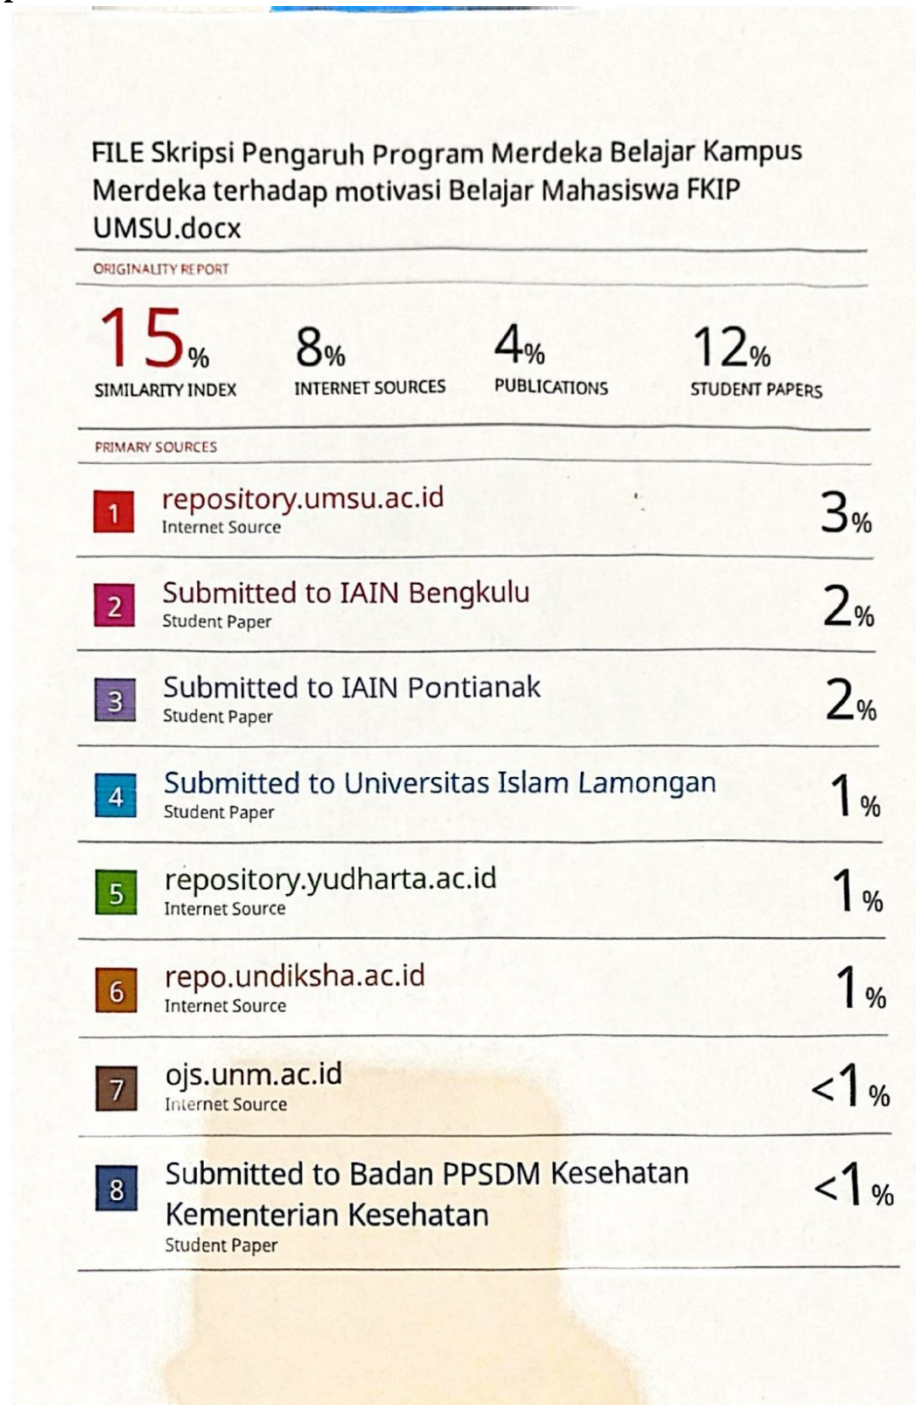 FILE Skripsi Pengaruh Program Merdeka Belajar Kampus
Merdeka terhadap motivasi Belajar Mahasiswa FKIP
UMSU.docx
ORIGINALITY REPORT
15% 8% 4% 12%
SIMILARITY INDEX INTERNET SOURCES PUBLICATIONS STUDENT PAPERS
PRIMARY SOURCES
1 repository.umsu.ac.id 3%
Internet Source
2 Submitted to IAIN Bengkulu 2%
Student Paper
3 Submitted to IAIN Pontianak 2%
Student Paper
4 Submitted to Universitas Islam Lamongan 1%
Student Paper
5 repository.yudharta.ac.id 1%
Internet Source
6 repo.undiksha.ac.id 1%
Internet Source
7 ojs.unm.ac.id <1%
Internet Source
8 Submitted to Badan PPSDM Kesehatan <1%
Kementerian Kesehatan
Student Paper